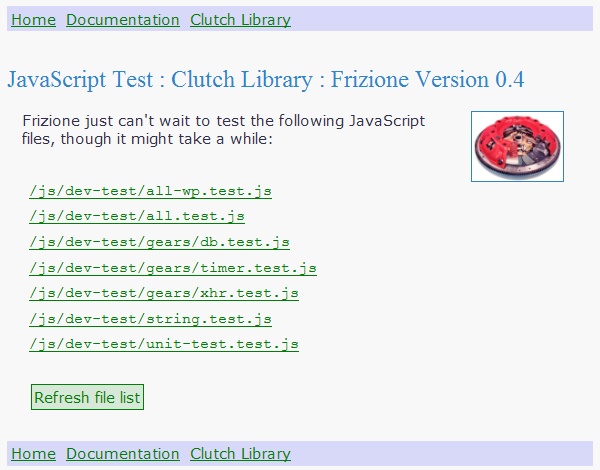 Home Documentation Clutch Library
JavaScript Test : Clutch Library : Frizione Version 0.4
Frizione just can't wait to test the following JavaScript
files, though it might take a while:
/js/dev-test/all-wp.test.js
/js/dev-test/all.test.js
/js/dev-test/gears/db.test.js
/js/dev-test/gears/timer.test.js
/js/dev-test/gears/xhr.test.js
/js/dev-test/string.test.js
/js/dev-test/unit-test.test.js
Refresh file list
Home Documentation Clutch Library